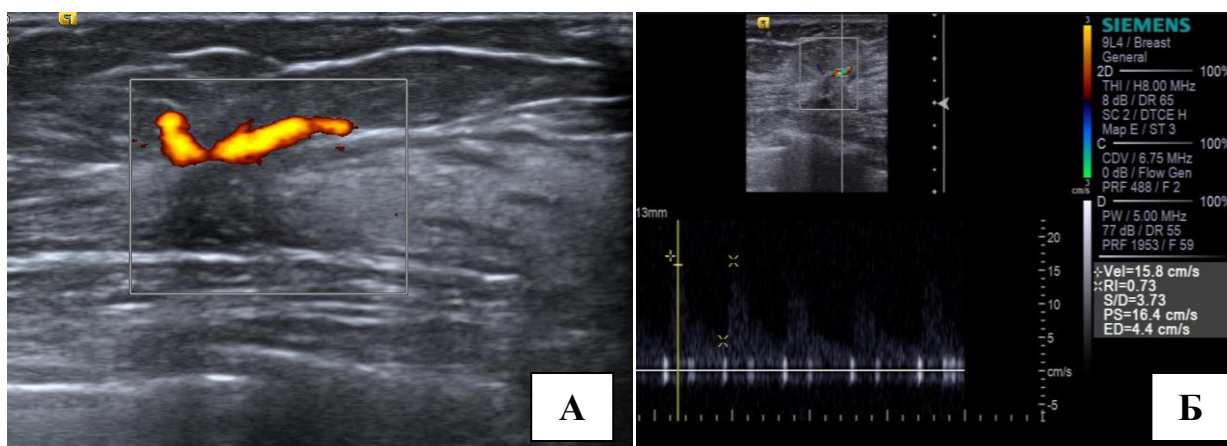 А
SIEMENS
9L4 / Breast
General
2D 100%
THI / H8.00 MHz
8 dB / DR 65
SC 2 / DTCE H
Map E / ST 3
C 100%
CDV / 6.75 MHz
0 dB / Flow Gen
PRF 488 / F 2
D 100%
PW / 5.00 MHz
77 dB / DR 55
PRF 1953 / F 59
Vel=15.8 cm/s
RI=0.73
S/D=3.73
PS=16.4 cm/s
ED=4.4 cm/s
3
3
cm/s
13mm
20
15
10
5
cm/s
-5
Б